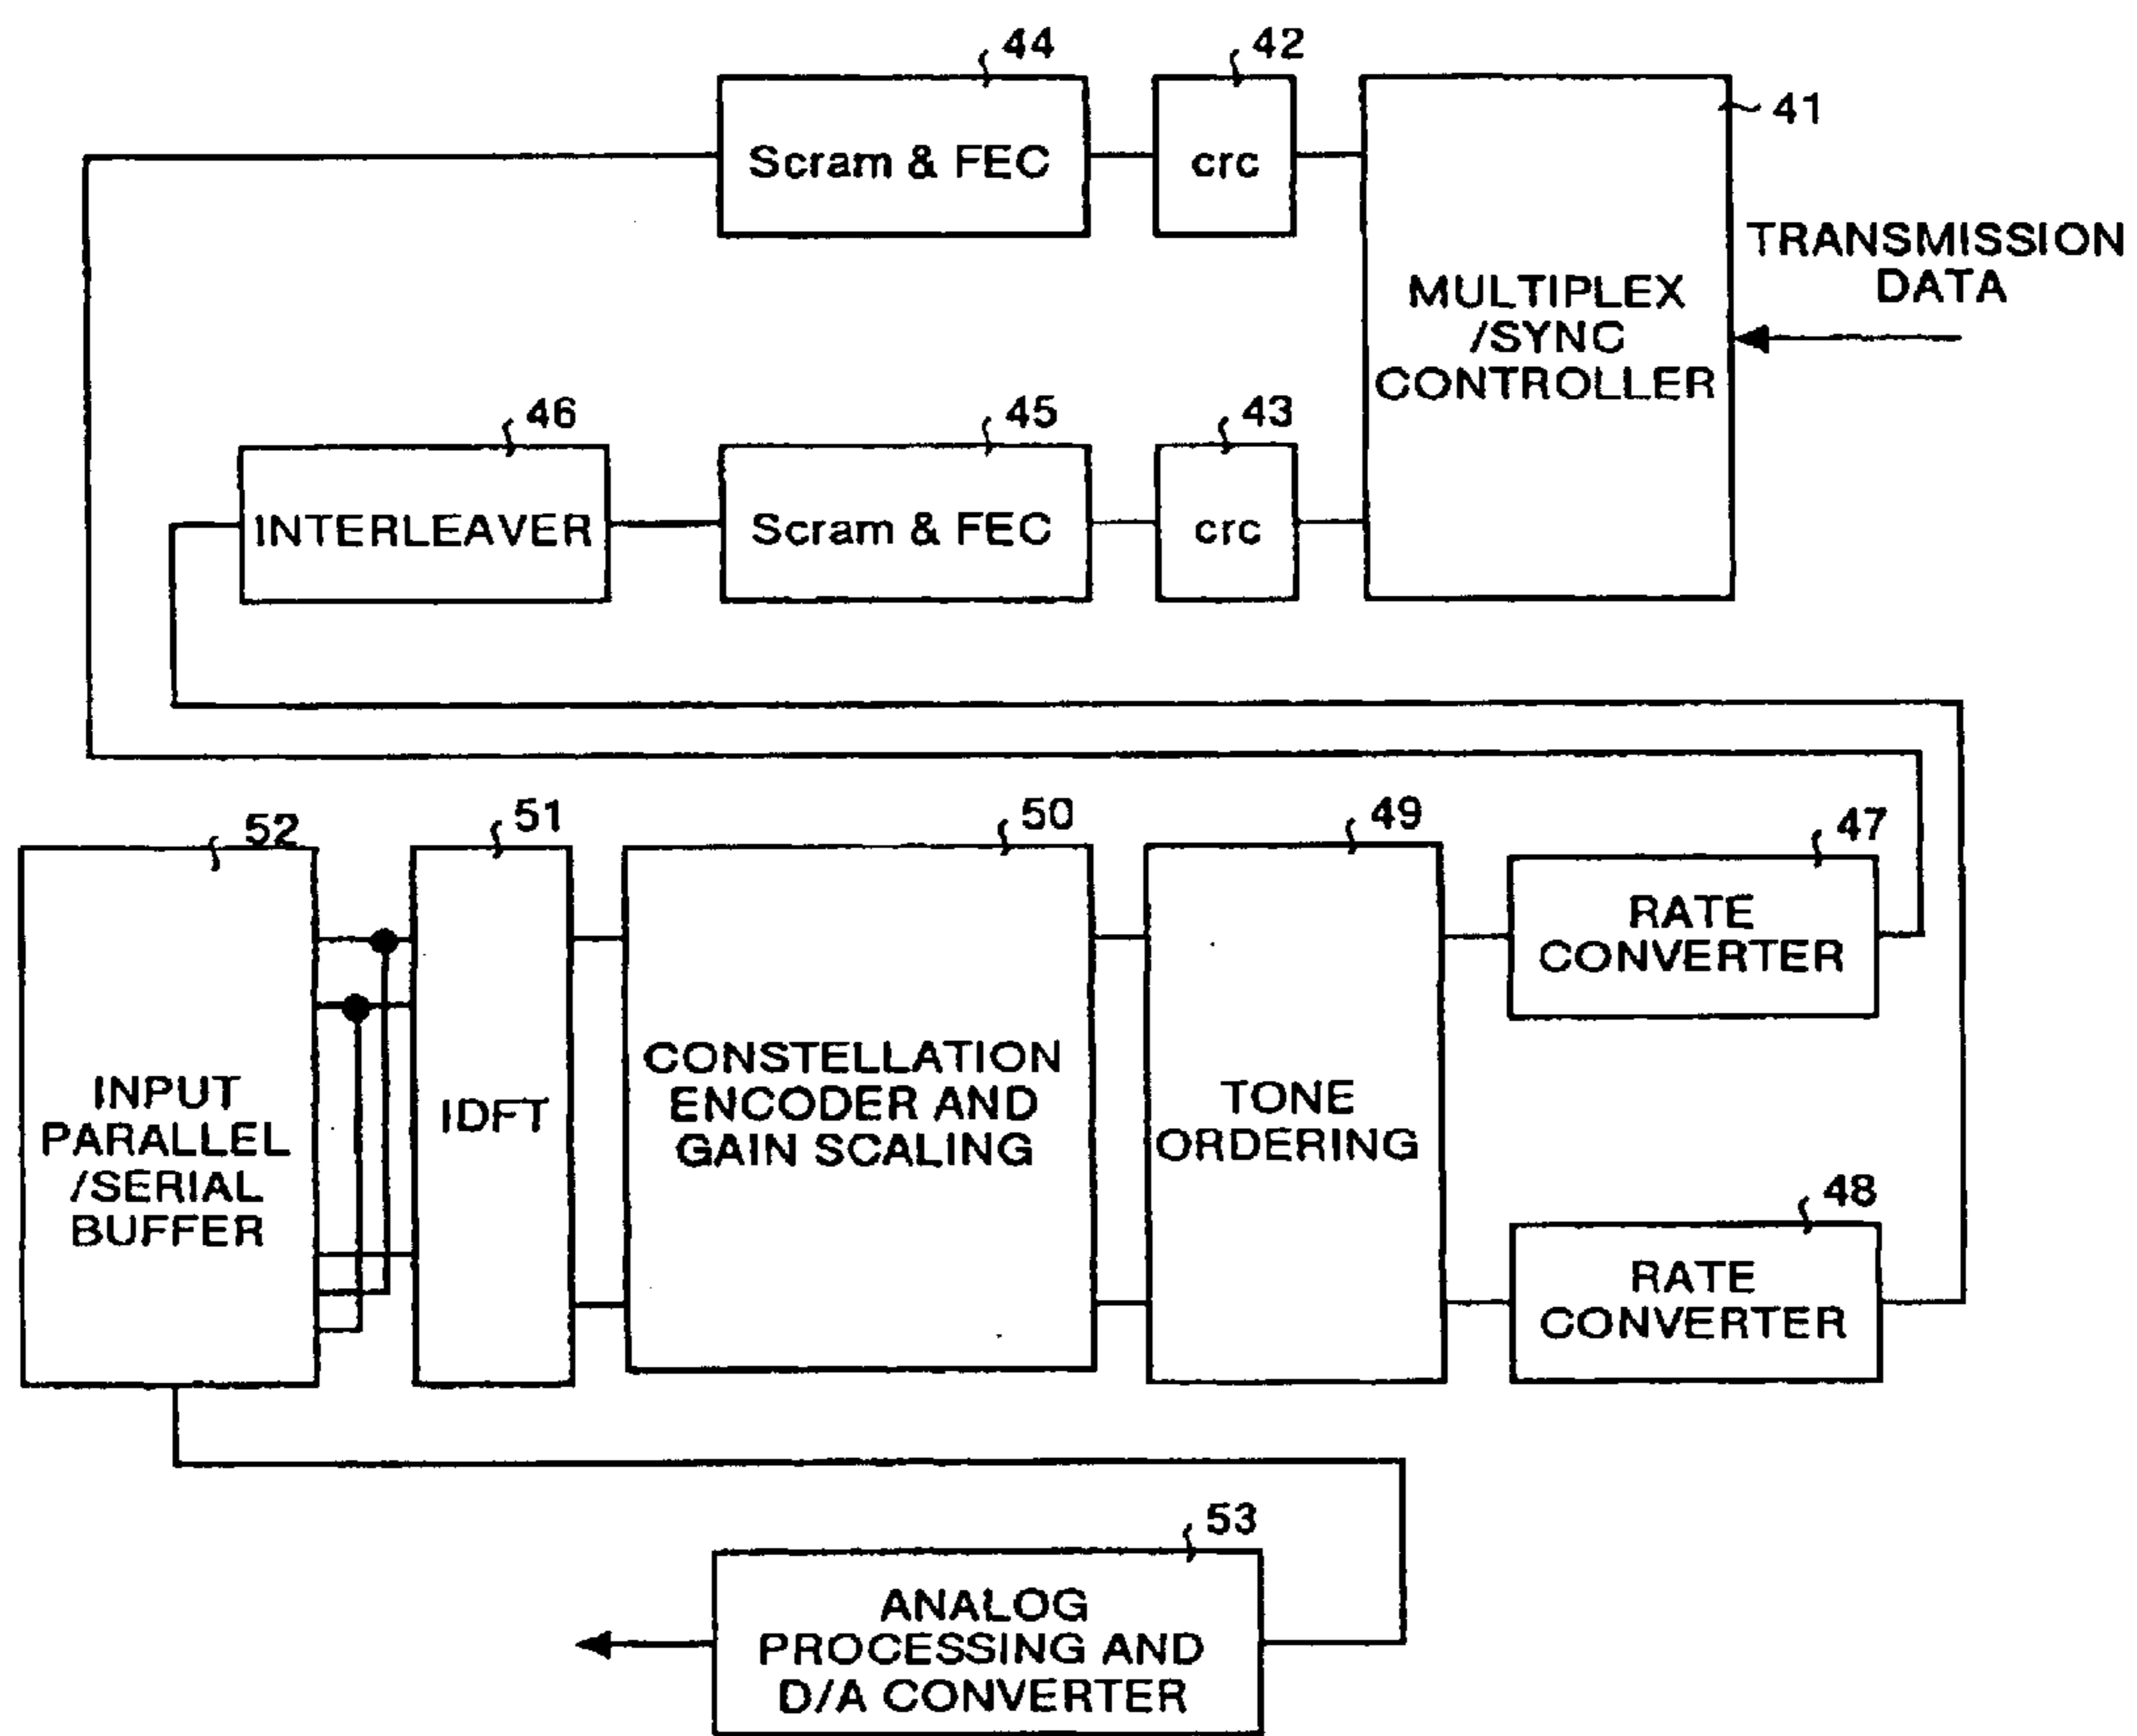 44
42
41
Scram & FEC
crc
TRANSMISSION
DATA
MULTIPLEX
/SYNC
CONTROLLER
46
45
43
INTERLEAVER
Scram & FEC
crc
52
51
50
49
47
RATE
CONVERTER
INPUT
PARALLEL
/SERIAL
BUFFER
IDFT
CONSTELLATION
ENCODER AND
GAIN SCALING
TONE
ORDERING
48
RATE
CONVERTER
53
ANALOG
PROCESSING AND
D/A CONVERTER